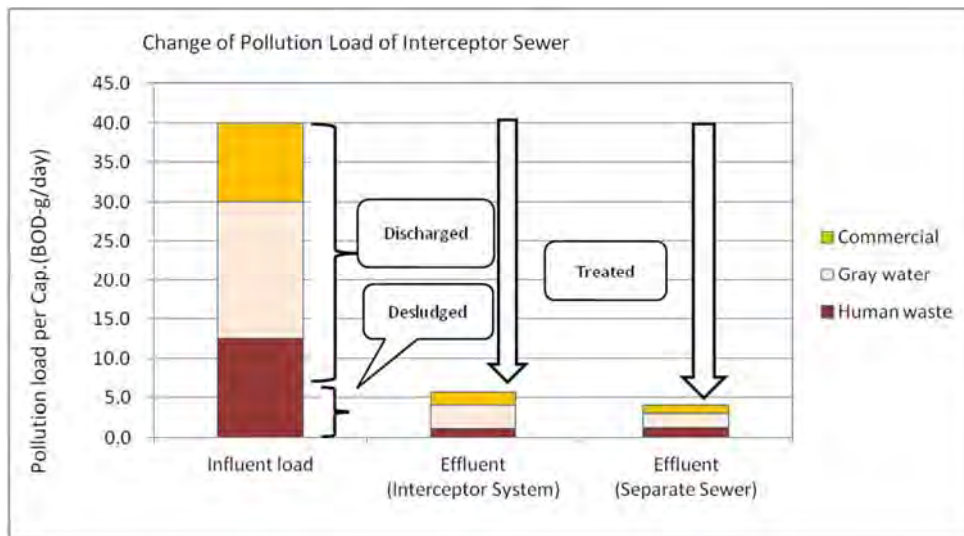 Change of Pollution Load of Interceptor Sewer
Pollution load per Cap.(BOD-g/day)
45.0
40.0
35.0
30.0
25.0
20.0
15.0
10.0
5.0
0.0
Discharged
Desludged
Treated
Commercial
Gray water
Human waste
Influent load
Effluent
(Interceptor System)
Effluent
(Separate Sewer)